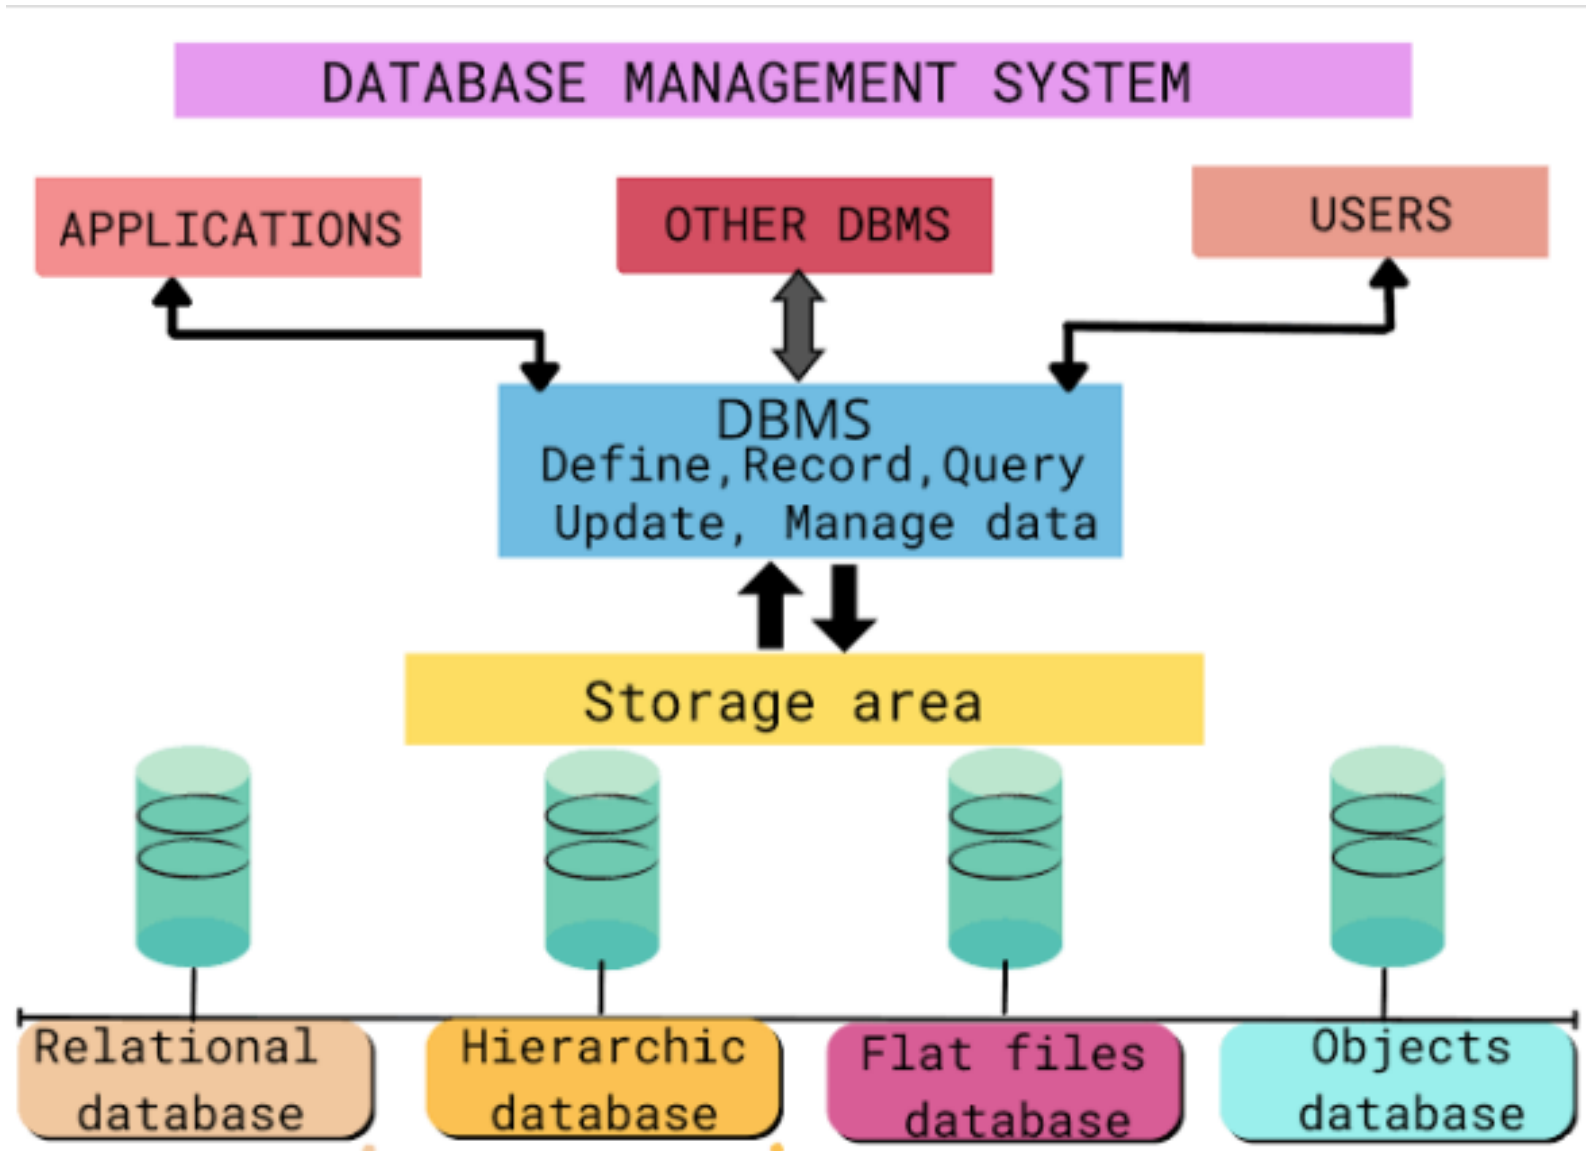 DATABASE MANAGEMENT SYSTEM
APPLICATIONS
OTHER DBMS
USERS
DBMS
Define,Record,Query
Update, Manage data
Storage area
Relational
database
Hierarchic
database
Flat files
database
Objects
database